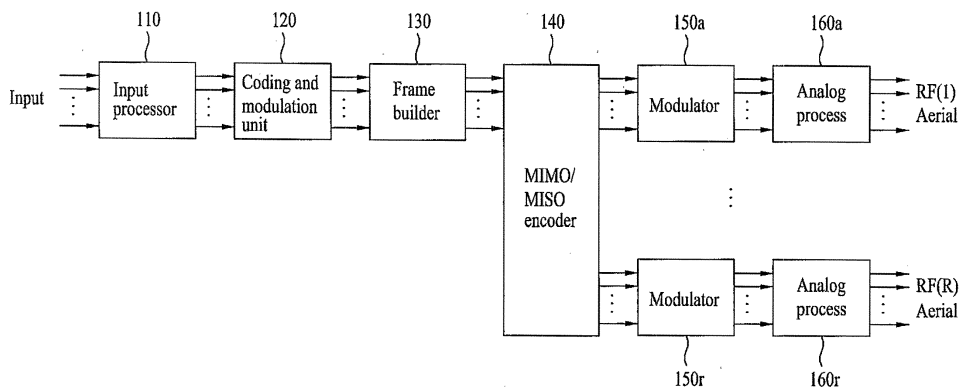 110
120
130
140
150a
160a
Input
Input
processor
Coding and
modulation
unit
Frame
builder
MIMO/
MISO
encoder
Modulator
Analog
process
RF(1)
Aerial
Modulator
Analog
process
RF(R)
Aerial
150r
160r